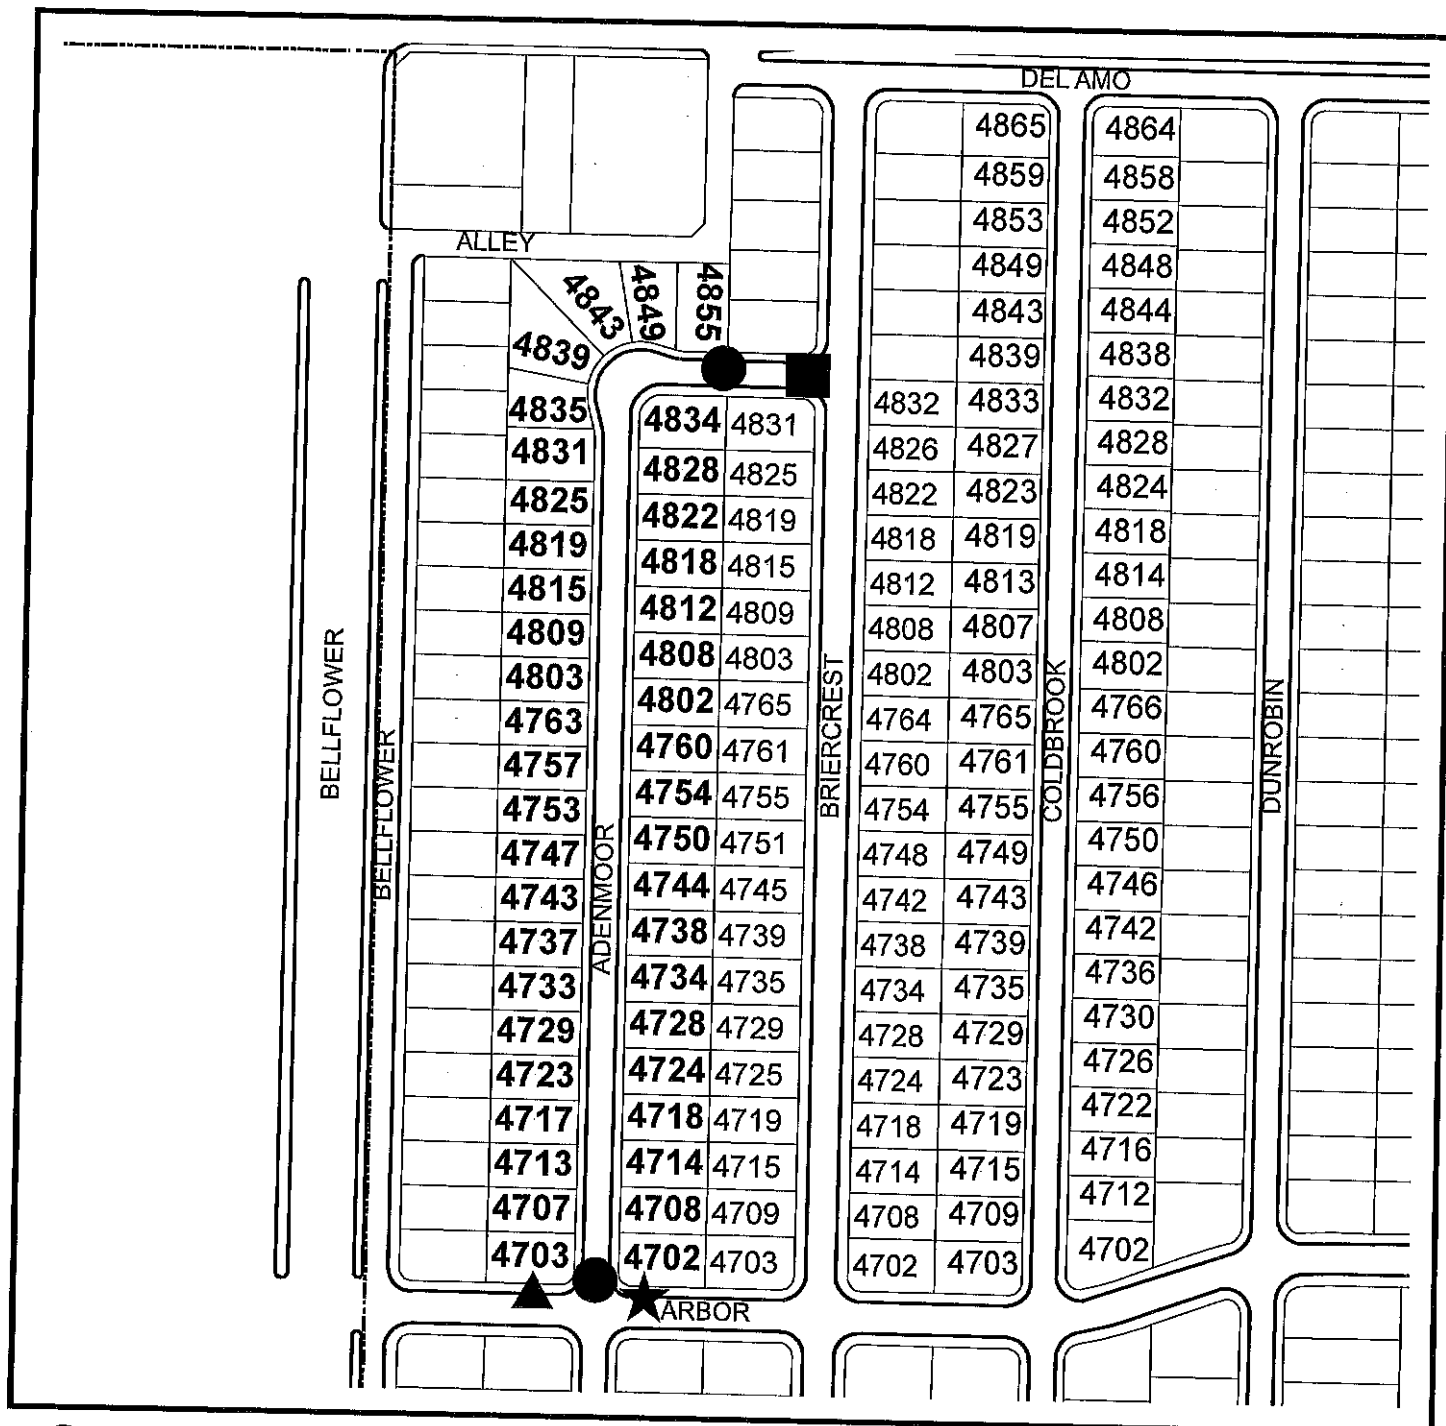 DEL AMO
4865 4864
4859 4858
4853 4852
ALLEY
4843 4849 4855 4849 4848
4843 4844
4839 4839 4838
4835 4834 4831 4832 4833 4832
4831 4828 4825 4826 4827 4828
4825 4822 4819 4822 4823 4824
4819 4818 4815 4818 4819 4818
4815 4812 4809 4812 4813 4814
4809 4808 4803 4808 4807 4808
4803 4802 4765 4802 4803 4802
4763 4760 4761 4764 4765 4766
4757 4754 4755 4760 4761 4760
4753 4750 4751 4754 4755 4756
4747 4744 4745 4748 4749 4750
4743 4738 4739 4742 4743 4746
4737 4734 4735 4738 4739 4742
4733 4728 4729 4734 4735 4736
4729 4724 4725 4728 4729 4730
4723 4718 4719 4724 4723 4726
4717 4714 4715 4718 4719 4722
4713 4708 4709 4714 4715 4716
4707 4702 4703 4708 4709 4712
4703 4702 4703 4702
BELLFLOWER
BELLFLOWER
ADENMOOR
BRIERCREST
COLDBROOK
DUNROBIN
ARBOR